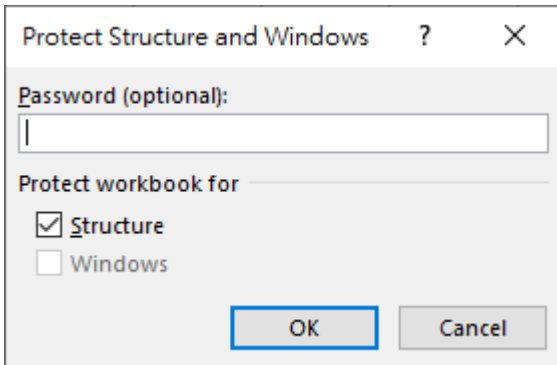 Protect Structure and Windows ?
Password (optional):
Protect workbook for
Structure
Windows
OK Cancel